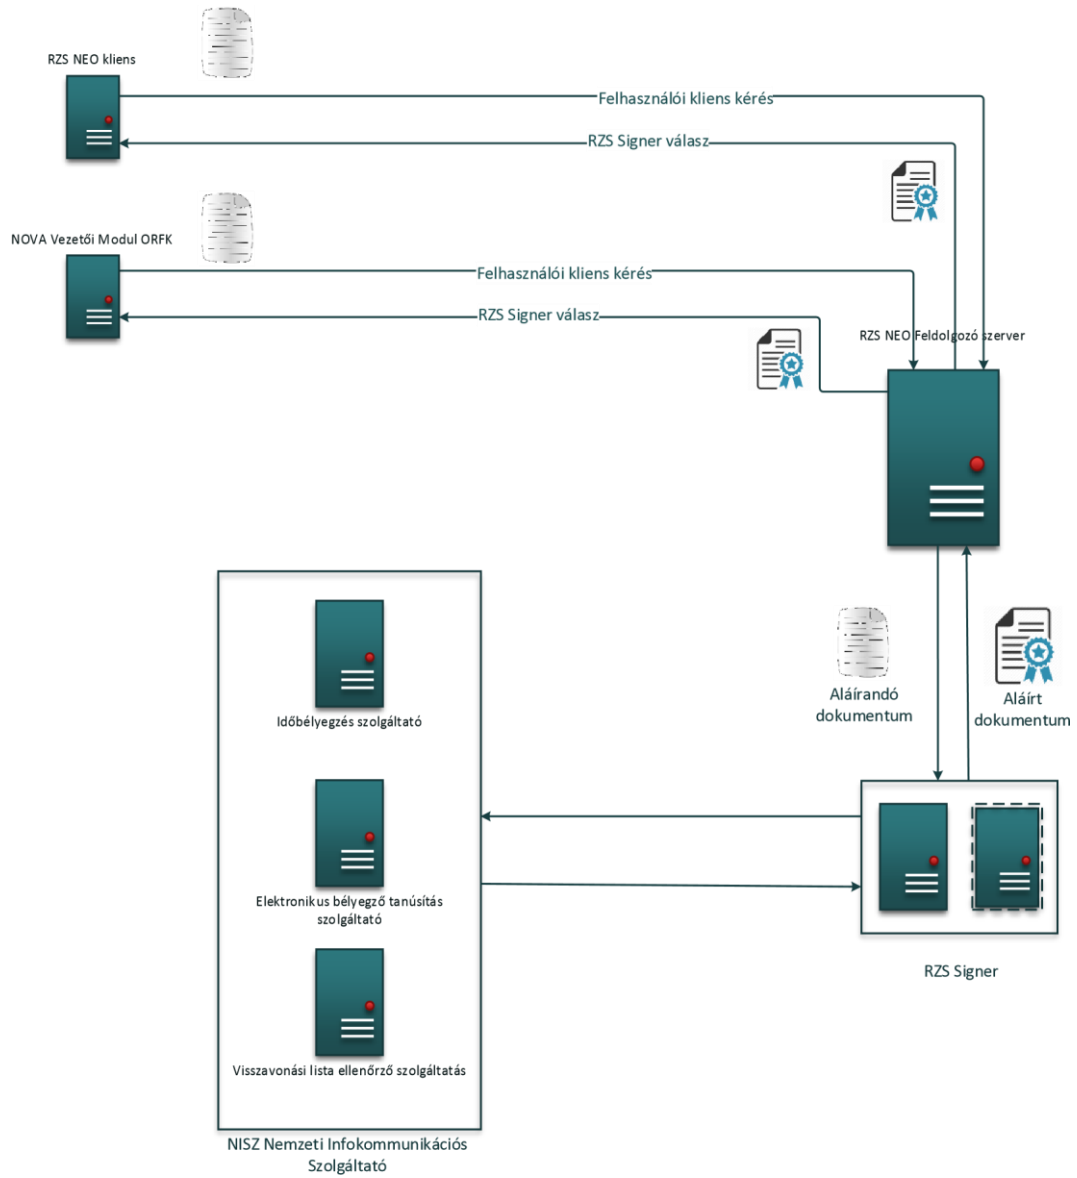 RZS NEO kliens
Felhasználói kliens kérés
RZS Signer válasz
NOVA Vezetői Modul ORFK
Felhasználói kliens kérés
RZS Signer válasz
RZS NEO Feldolgozó szerver
Aláírandó
dokumentum
Aláírt
dokumentum
Időbélyegzés szolgáltató
Elektronikus bélyegző tanúsítás
szolgáltató
RZS Signer
Visszavonási lista ellenőrző szolgáltatás
NISZ Nemzeti Infokommunikációs
Szolgáltató